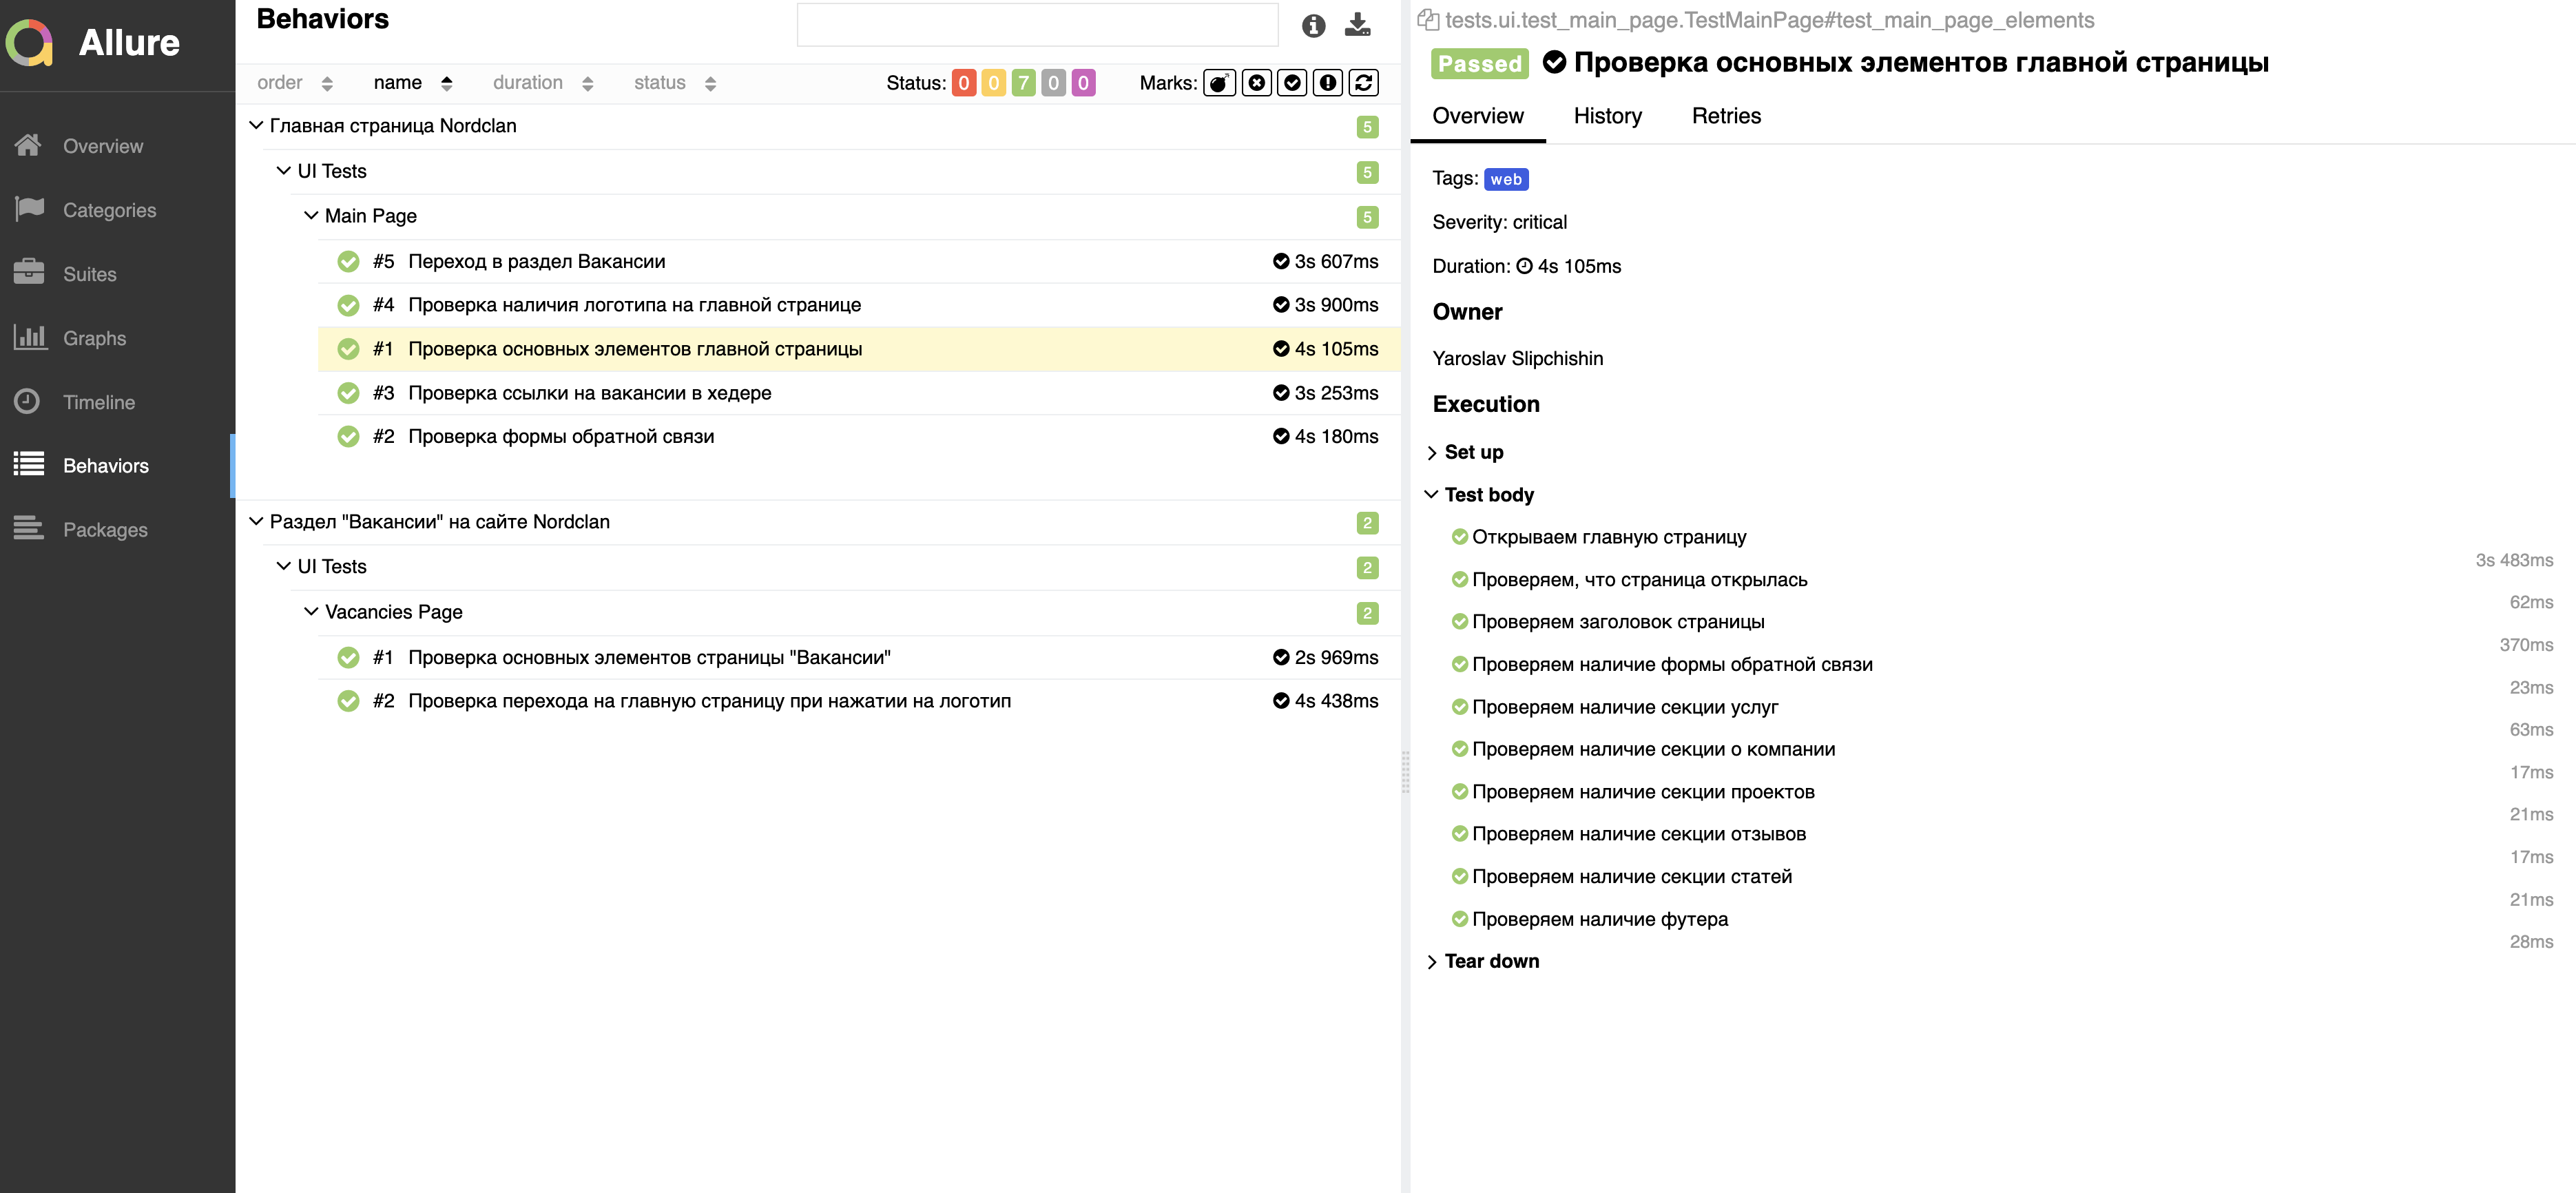 Allure
Overview
Categories
Suites
Graphs
Timeline
Behaviors
Packages
Behaviors
order name duration status Status: 0 0 7 0 0 Marks:
Главная страница Nordclan 5
UI Tests 5
Main Page 5
#5 Переход в раздел Вакансии 3s 607ms
#4 Проверка наличия логотипа на главной странице 3s 900ms
#1 Проверка основных элементов главной страницы 4s 105ms
#3 Проверка ссылки на вакансии в хедере 3s 253ms
#2 Проверка формы обратной связи 4s 180ms
Раздел "Вакансии" на сайте Nordclan 2
UI Tests 2
Vacancies Page 2
#1 Проверка основных элементов страницы "Вакансии" 2s 969ms
#2 Проверка перехода на главную страницу при нажатии на логотип 4s 438ms
tests.ui.test_main_page.TestMainPage#test_main_page_elements
Passed Проверка основных элементов главной страницы
Overview History Retries
Tags: web
Severity: critical
Duration: 4s 105ms
Owner
Yaroslav Slipchishin
Execution
Set up
Test body
Открываем главную страницу
3s 483ms
Проверяем, что страница открылась
62ms
Проверяем заголовок страницы
370ms
Проверяем наличие формы обратной связи
23ms
Проверяем наличие секции услуг
63ms
Проверяем наличие секции о компании
17ms
Проверяем наличие секции проектов
21ms
Проверяем наличие секции отзывов
17ms
Проверяем наличие секции статей
21ms
Проверяем наличие футера
28ms
Tear down